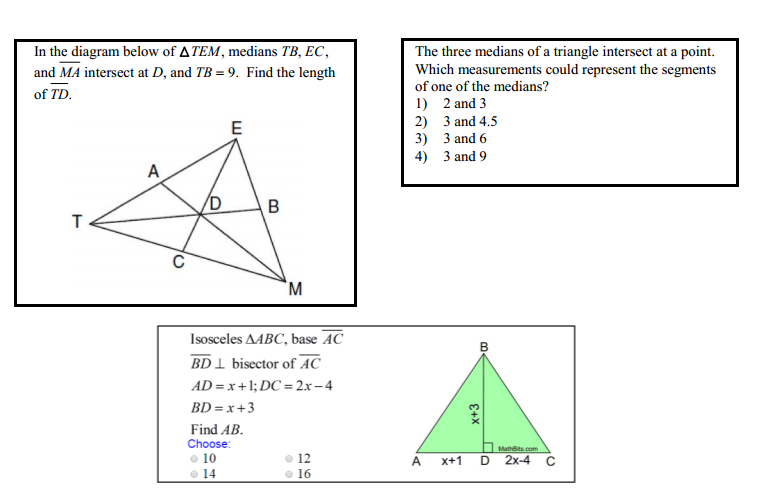 In the diagram below of ΔTEM, medians TB, EC,
and MA intersect at D, and TB = 9. Find the length
of TD.
E
A
D
B
T
C
M
The three medians of a triangle intersect at a point.
Which measurements could represent the segments
of one of the medians?
1) 2 and 3
2) 3 and 4.5
3) 3 and 6
4) 3 and 9
Isosceles ΔABC, base AC
BD ⊥ bisector of AC
AD = x+1; DC = 2x−4
BD = x+3
Find AB.
Choose:
10 12
14 16
B
x+3
MathBits.com
A x+1 D 2x-4 C